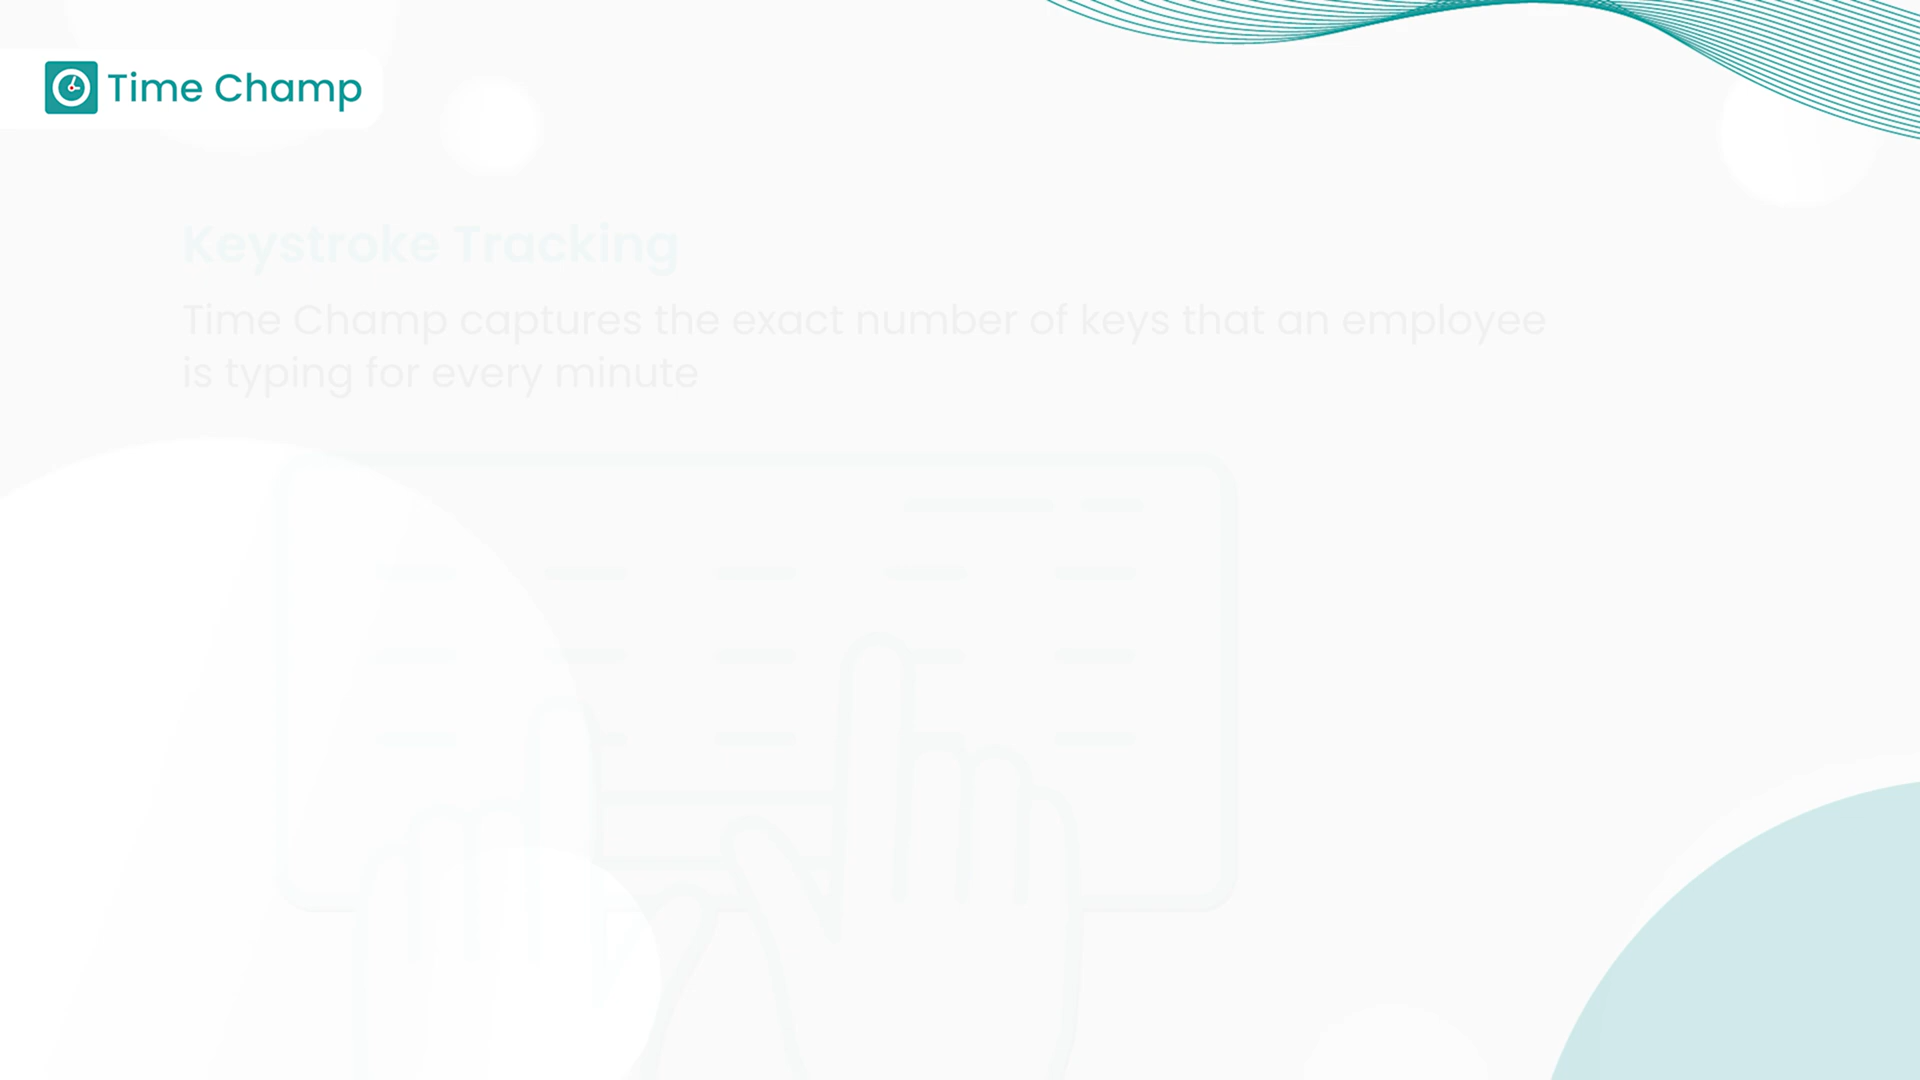 Time Champ
Keystroke Tracking
Time Champ captures the exact number of keys that an employee
is typing for every minute